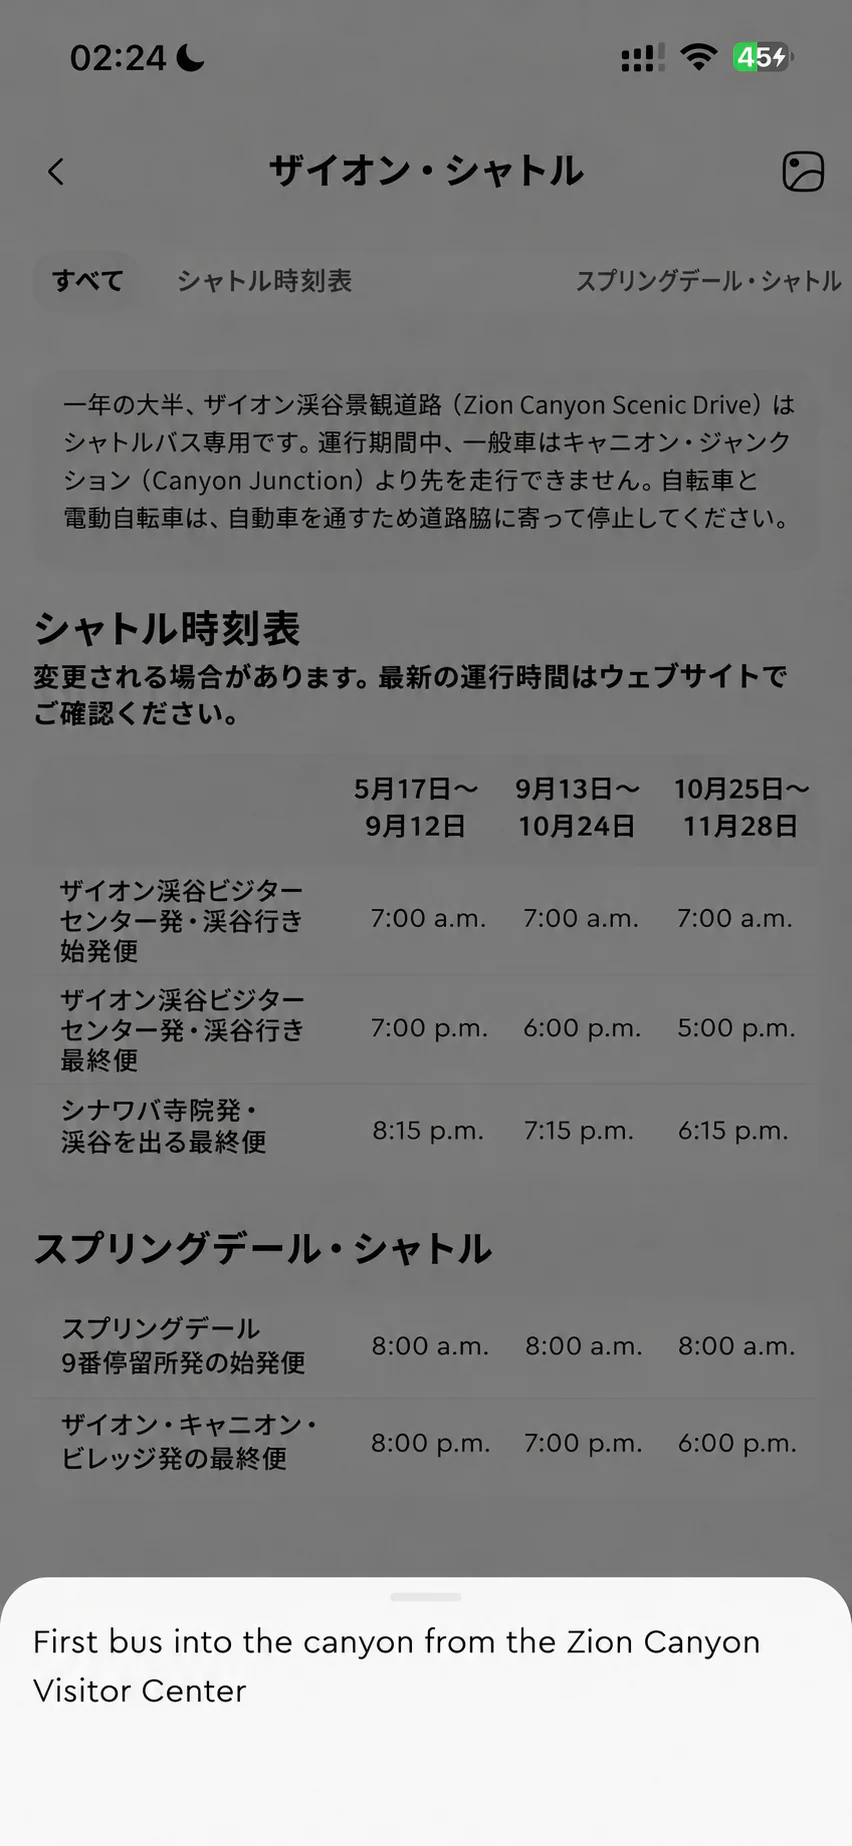 02:24
45
ザイオン・シャトル
すべて シャトル時刻表 スプリングデール・シャトル
一年の大半、ザイオン渓谷景観道路（Zion Canyon Scenic Drive）は
シャトルバス専用です。運行期間中、一般車はキャニオン・ジャンク
ション（Canyon Junction）より先を走行できません。自転車と
電動自転車は、自動車を通すため道路脇に寄って停止してください。
シャトル時刻表
変更される場合があります。最新の運行時間はウェブサイトで
ご確認ください。
5月17日～ 9月13日～ 10月25日～
9月12日 10月24日 11月28日
ザイオン渓谷ビジター
センター発・渓谷行き
始発便
7:00 a.m. 7:00 a.m. 7:00 a.m.
ザイオン渓谷ビジター
センター発・渓谷行き
最終便
7:00 p.m. 6:00 p.m. 5:00 p.m.
シナワバ寺院発・
渓谷を出る最終便
8:15 p.m. 7:15 p.m. 6:15 p.m.
スプリングデール・シャトル
スプリングデール
9番停留所発の始発便
8:00 a.m. 8:00 a.m. 8:00 a.m.
ザイオン・キャニオン・
ビレッジ発の最終便
8:00 p.m. 7:00 p.m. 6:00 p.m.
First bus into the canyon from the Zion Canyon
Visitor Center